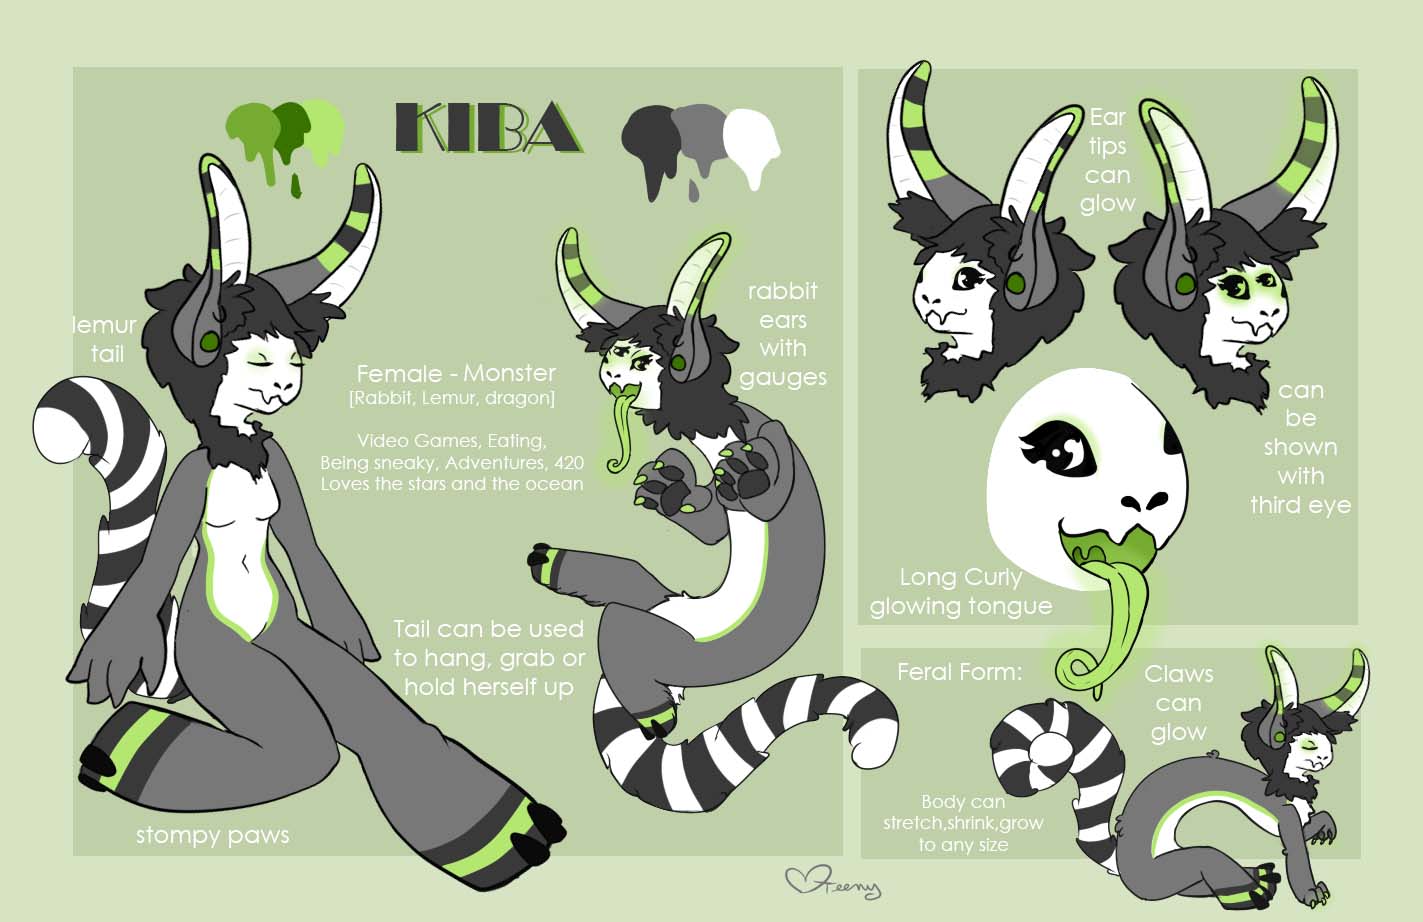 KIBA
lemur
tail
Female - Monster
[Rabbit, Lemur, dragon]
Video Games, Eating,
Being sneaky, Adventures, 420
Loves the stars and the ocean
rabbit
ears
with
gauges
Tail can be used
to hang, grab or
hold herself up
stompy paws
Ear
tips
can
glow
can
be
shown
with
third eye
Long Curly
glowing tongue
Feral Form:
Claws
can
glow
Body can
stretch,shrink,grow
to any size
Feeny